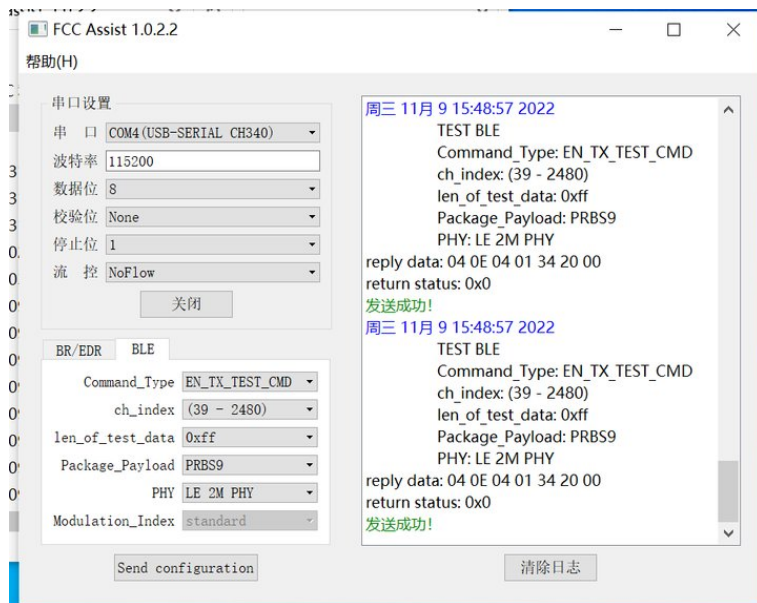 FCC Assist 1.0.2.2
帮助(H)
串口设置
串 口 COM4(USB-SERIAL CH340)
波特率 115200
数据位 8
校验位 None
停止位 1
流 控 NoFlow
关闭
BR/EDR BLE
Command_Type EN_TX_TEST_CMD
ch_index (39 - 2480)
len_of_test_data 0xff
Package_Payload PRBS9
PHY LE 2M PHY
Modulation_Index standard
Send configuration
周三 11月 9 15:48:57 2022
TEST BLE
Command_Type: EN_TX_TEST_CMD
ch_index: (39 - 2480)
len_of_test_data: 0xff
Package_Payload: PRBS9
PHY: LE 2M PHY
reply data: 04 0E 04 01 34 20 00
return status: 0x0
发送成功!
周三 11月 9 15:48:57 2022
TEST BLE
Command_Type: EN_TX_TEST_CMD
ch_index: (39 - 2480)
len_of_test_data: 0xff
Package_Payload: PRBS9
PHY: LE 2M PHY
reply data: 04 0E 04 01 34 20 00
return status: 0x0
发送成功!
清除日志